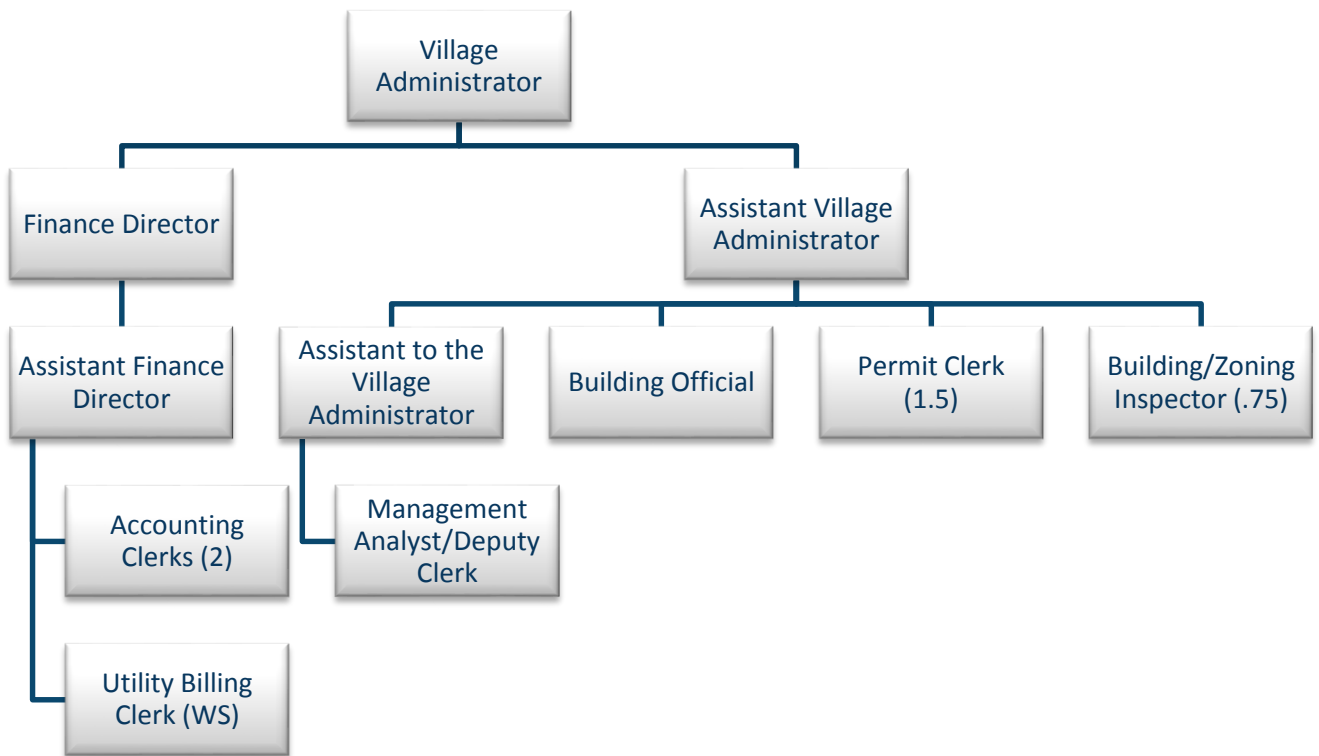 Village
Administrator
Finance Director
Assistant Village
Administrator
Assistant Finance
Director
Assistant to the
Village
Administrator
Building Official
Permit Clerk
(1.5)
Building/Zoning
Inspector (.75)
Accounting
Clerks (2)
Management
Analyst/Deputy
Clerk
Utility Billing
Clerk (WS)